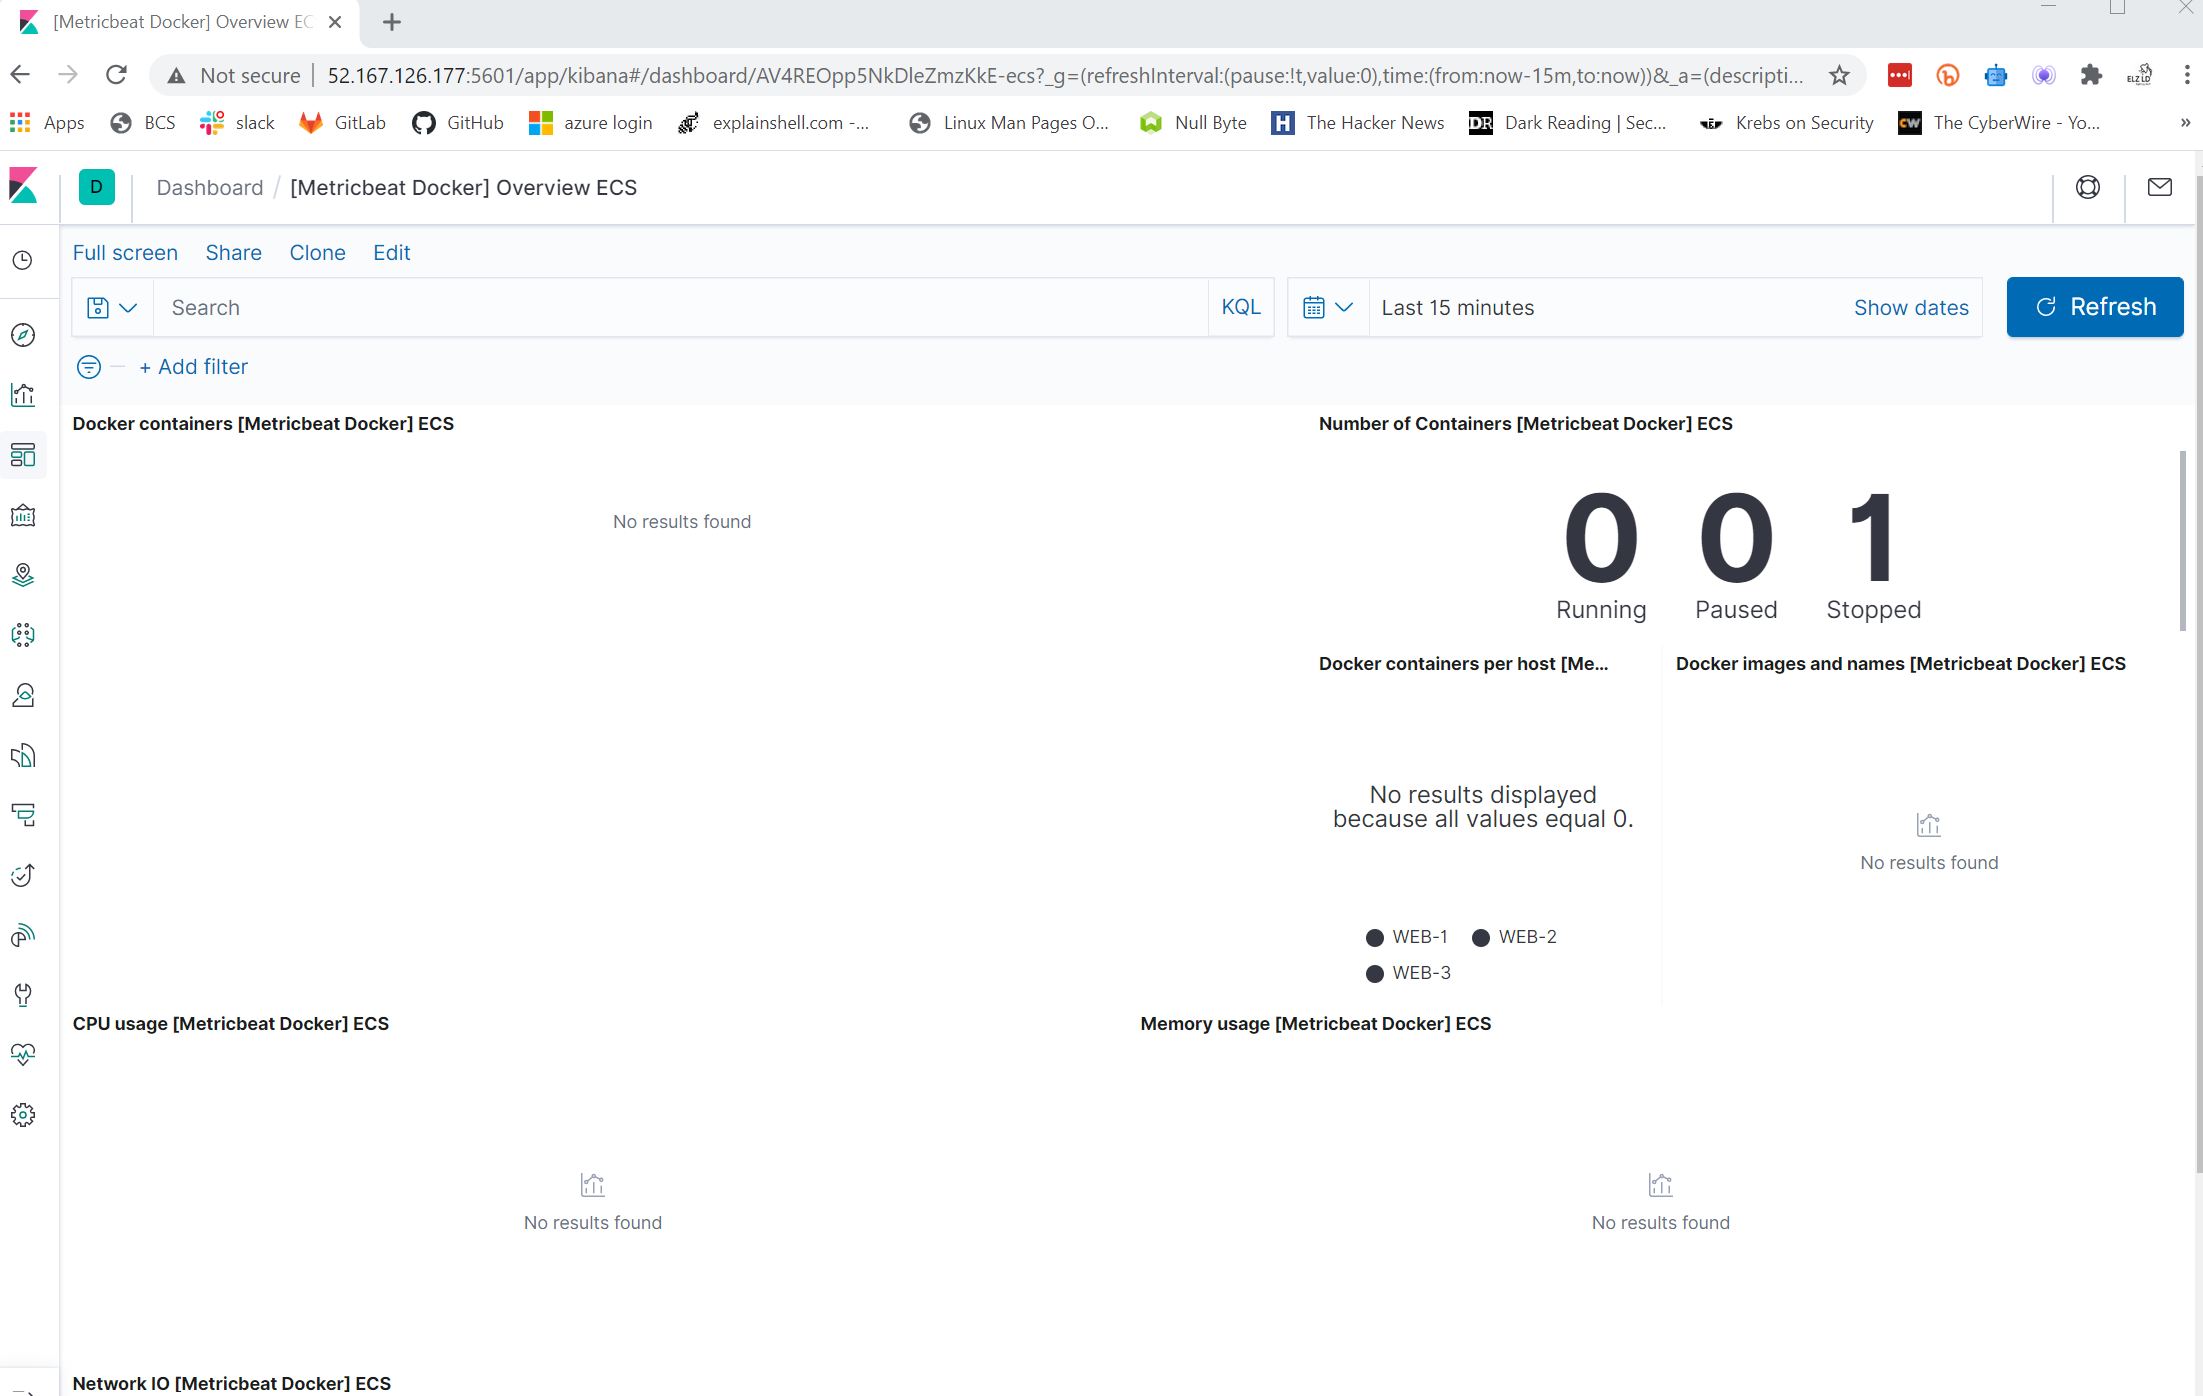 [Metricbeat Docker] Overview EC
Not secure 52.167.126.177:5601/app/kibana#/dashboard/AV4REOpp5NkDleZmzKkE-ecs?_g=(refreshInterval:(pause:!t,value:0),time:(from:now-15m,to:now))&_a=(descripti...
Apps BCS slack GitLab GitHub azure login explainshell.com -... Linux Man Pages O... Null Byte The Hacker News DR Dark Reading | Sec... Krebs on Security CW The CyberWire - Yo... »
D Dashboard / [Metricbeat Docker] Overview ECS
Full screen Share Clone Edit
Search KQL Last 15 minutes Show dates Refresh
+ Add filter
Docker containers [Metricbeat Docker] ECS
No results found
Number of Containers [Metricbeat Docker] ECS
0 0 1
Running Paused Stopped
Docker containers per host [Me...
No results displayed
because all values equal 0.
WEB-1 WEB-2
WEB-3
Docker images and names [Metricbeat Docker] ECS
No results found
CPU usage [Metricbeat Docker] ECS
No results found
Memory usage [Metricbeat Docker] ECS
No results found
Network IO [Metricbeat Docker] ECS